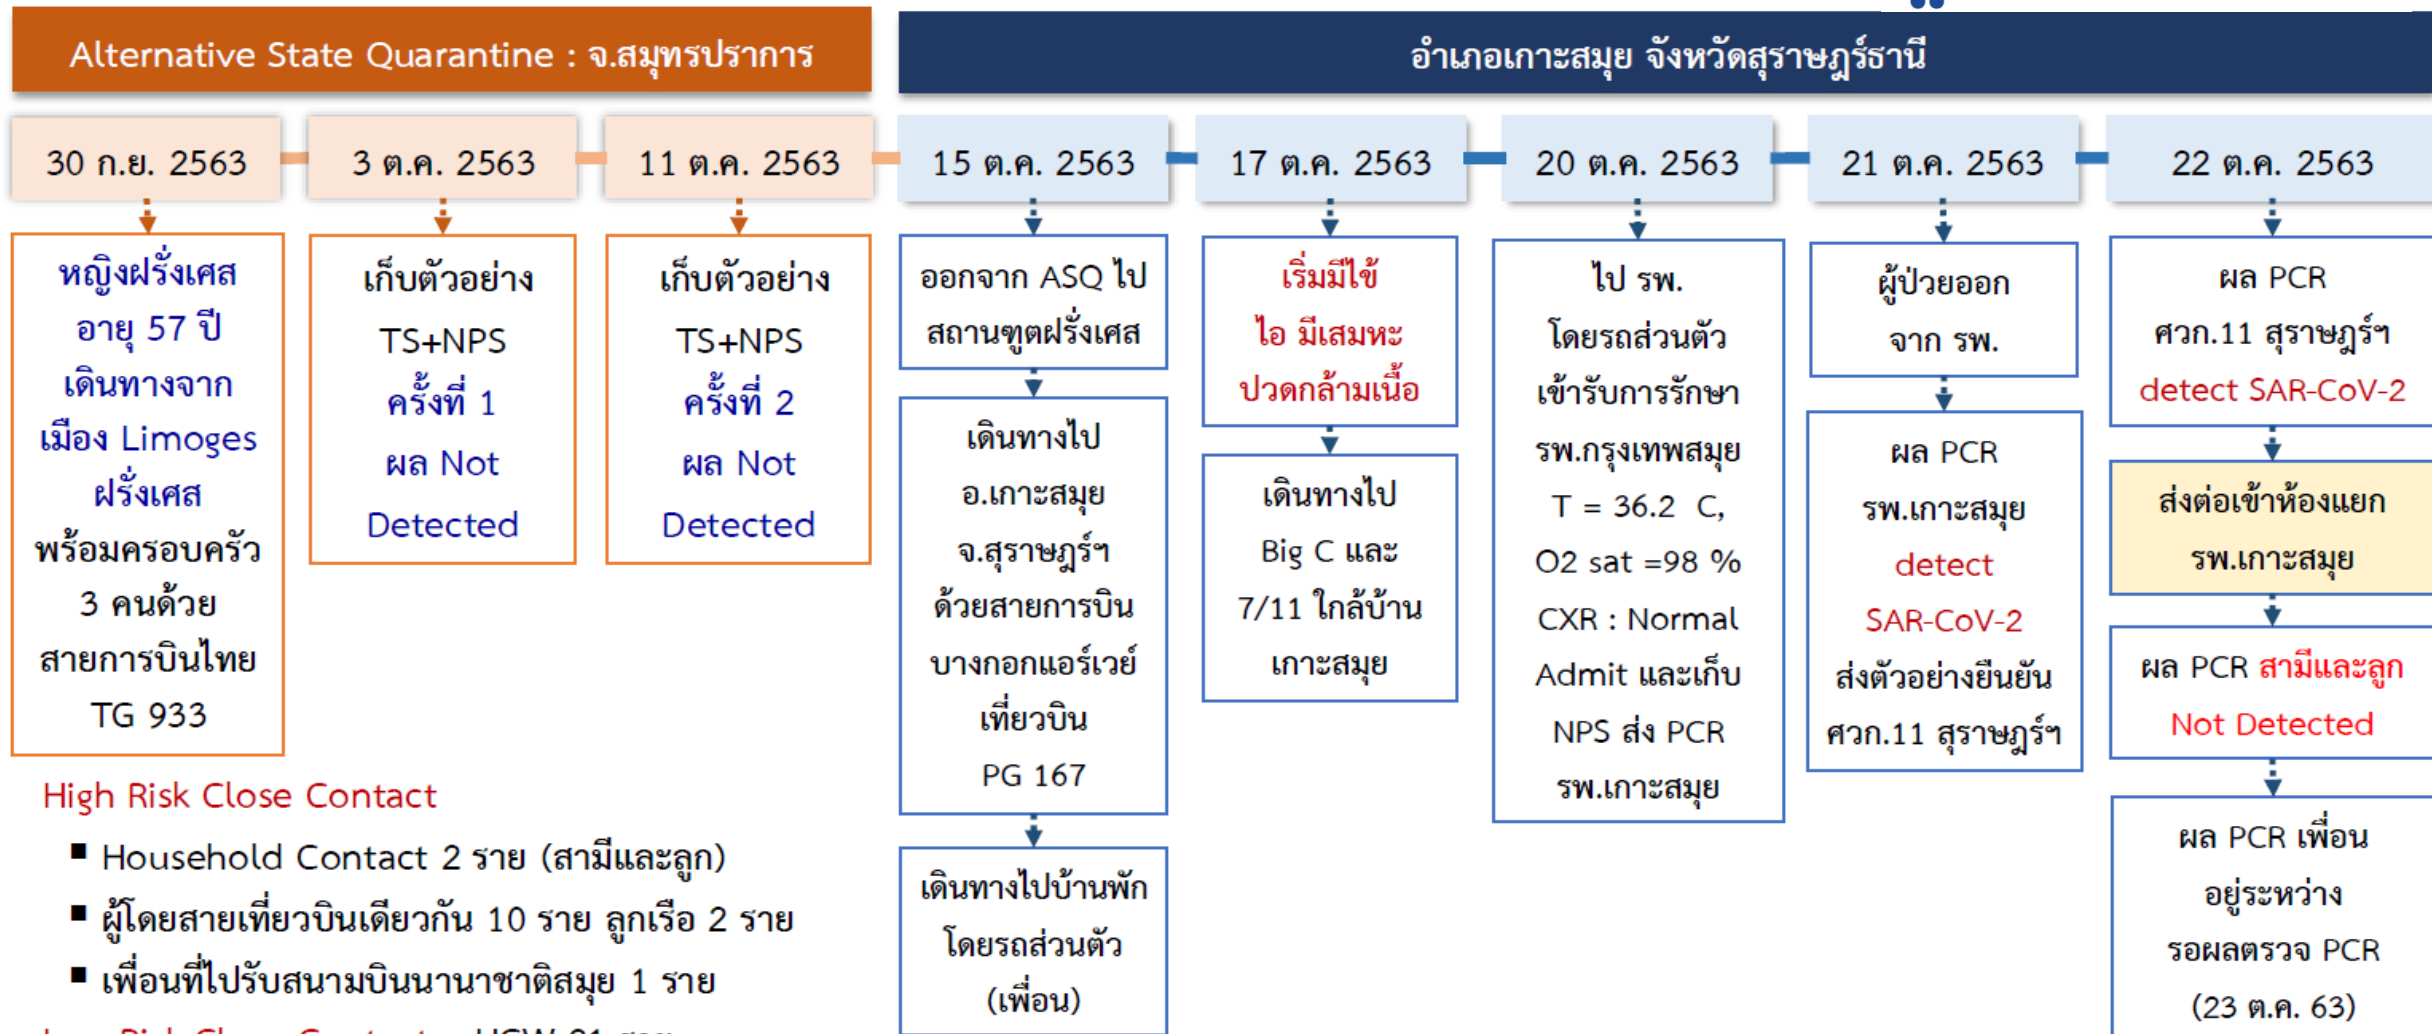 Alternative State Quarantine : จ.สมุทรปราการ
อำเภอเกาะสมุย จังหวัดสุราษฎร์ธานี
30 ก.ย. 2563
3 ต.ค. 2563
11 ต.ค. 2563
15 ต.ค. 2563
17 ต.ค. 2563
20 ต.ค. 2563
21 ต.ค. 2563
22 ต.ค. 2563
หญิงฝรั่งเศส
อายุ 57 ปี
เดินทางจาก
เมือง Limoges
ฝรั่งเศส
พร้อมครอบครัว
3 คนด้วย
สายการบินไทย
TG 933
เก็บตัวอย่าง
TS+NPS
ครั้งที่ 1
ผล Not
Detected
เก็บตัวอย่าง
TS+NPS
ครั้งที่ 2
ผล Not
Detected
ออกจาก ASQ ไป
สถานฑูตฝรั่งเศส
เดินทางไป
อ.เกาะสมุย
จ.สุราษฎร์ฯ
ด้วยสายการบิน
บางกอกแอร์เวย์
เที่ยวบิน
PG 167
เดินทางไปบ้านพัก
โดยรถส่วนตัว
(เพื่อน)
เริ่มมีไข้
ไอ มีเสมหะ
ปวดกล้ามเนื้อ
เดินทางไป
Big C และ
7/11 ใกล้บ้าน
เกาะสมุย
ไป รพ.
โดยรถส่วนตัว
เข้ารับการรักษา
รพ.กรุงเทพสมุย
T = 36.2 C,
O2 sat =98 %
CXR : Normal
Admit และเก็บ
NPS ส่ง PCR
รพ.เกาะสมุย
ผู้ป่วยออก
จาก รพ.
ผล PCR
รพ.เกาะสมุย
detect
SAR-CoV-2
ส่งตัวอย่างยืนยัน
ศวก.11 สุราษฎร์ฯ
ผล PCR
ศวก.11 สุราษฎร์ฯ
detect SAR-CoV-2
ส่งต่อเข้าห้องแยก
รพ.เกาะสมุย
ผล PCR สามีและลูก
Not Detected
ผล PCR เพื่อน
อยู่ระหว่าง
รอผลตรวจ PCR
(23 ต.ค. 63)
High Risk Close Contact
▪ Household Contact 2 ราย (สามีและลูก)
▪ ผู้โดยสารเที่ยวบินเดียวกัน 10 ราย ลูกเรือ 2 ราย
▪ เพื่อนที่ไปรับสนามบินนานาชาติสมุย 1 ราย